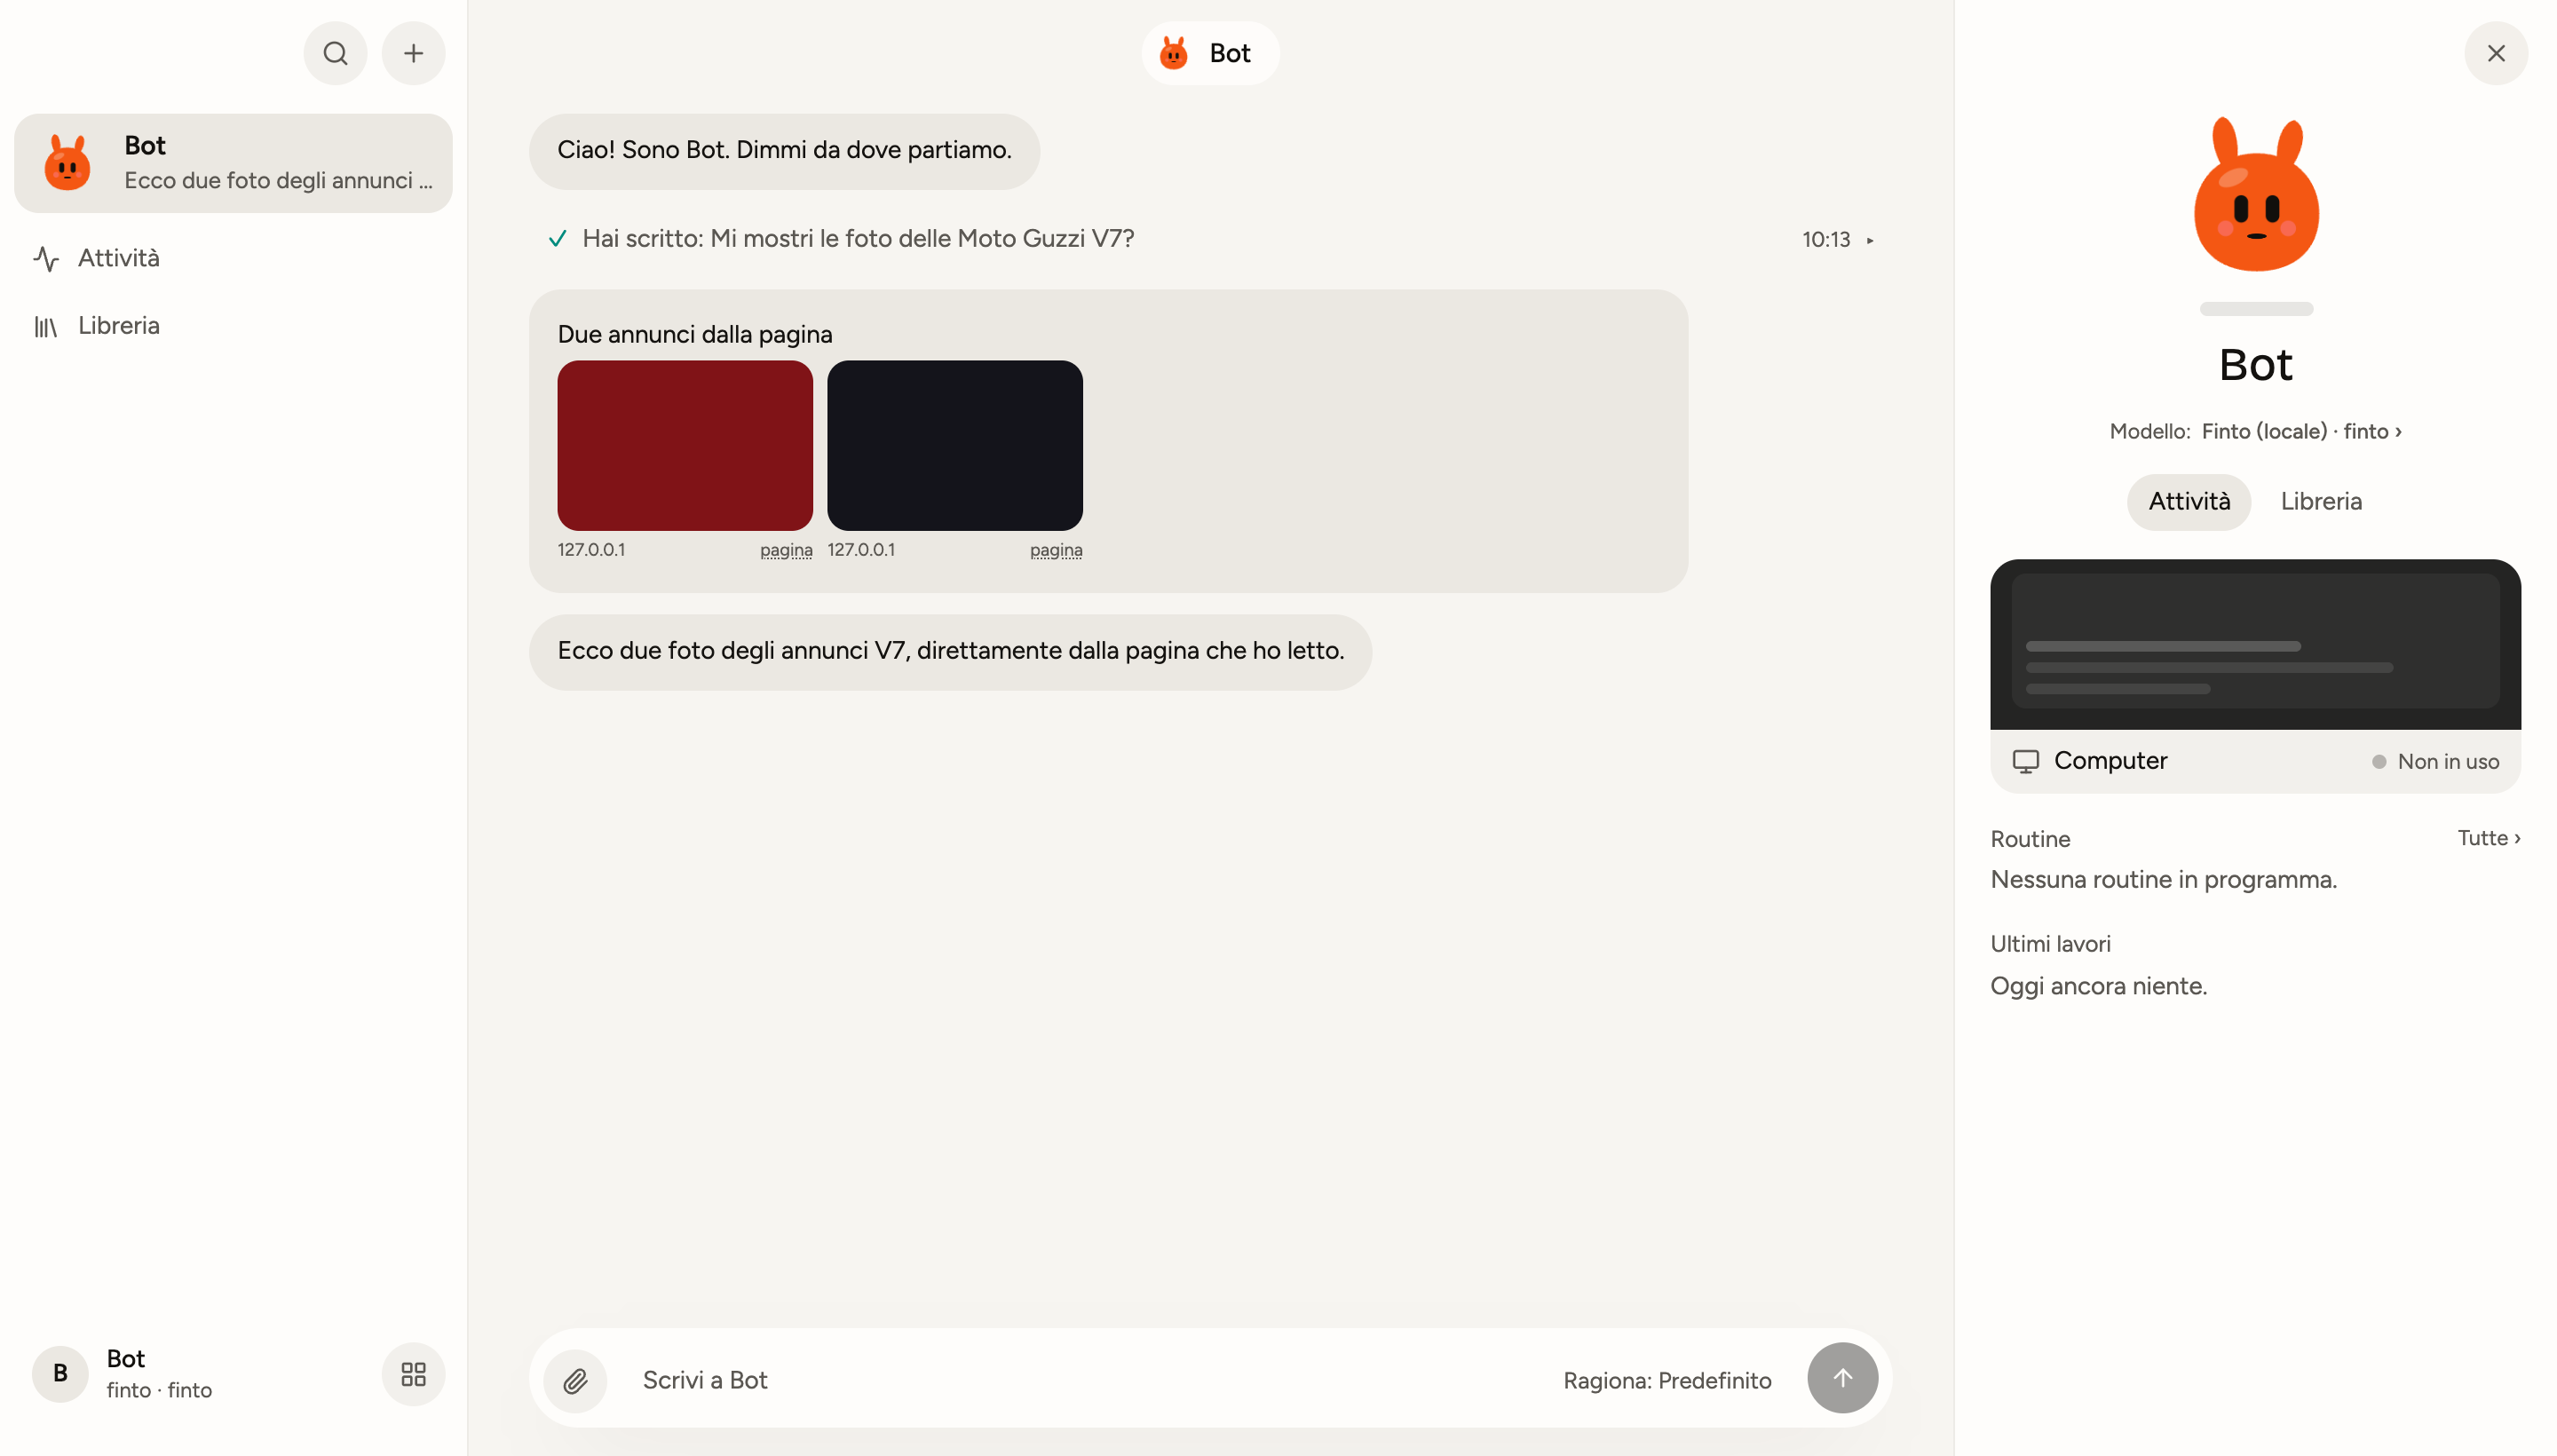 Bot
Ecco due foto degli annunci ...
Attività
Libreria
B
Bot
finto · finto
Bot
Ciao! Sono Bot. Dimmi da dove partiamo.
Hai scritto: Mi mostri le foto delle Moto Guzzi V7?
10:13
Due annunci dalla pagina
127.0.0.1 pagina 127.0.0.1 pagina
Ecco due foto degli annunci V7, direttamente dalla pagina che ho letto.
Scrivi a Bot
Ragiona: Predefinito
Bot
Modello: Finto (locale) · finto ›
Attività Libreria
Computer Non in uso
Routine Tutte ›
Nessuna routine in programma.
Ultimi lavori
Oggi ancora niente.